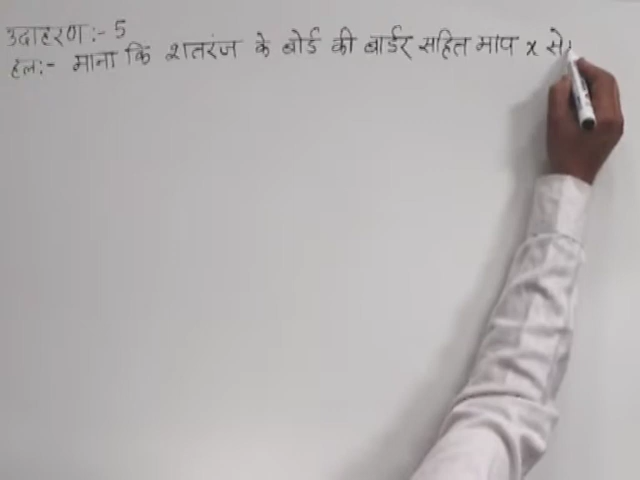 उदाहरण:- 5
हल:- माना कि शतरंज के बोर्ड की बार्डर सहित माप x से